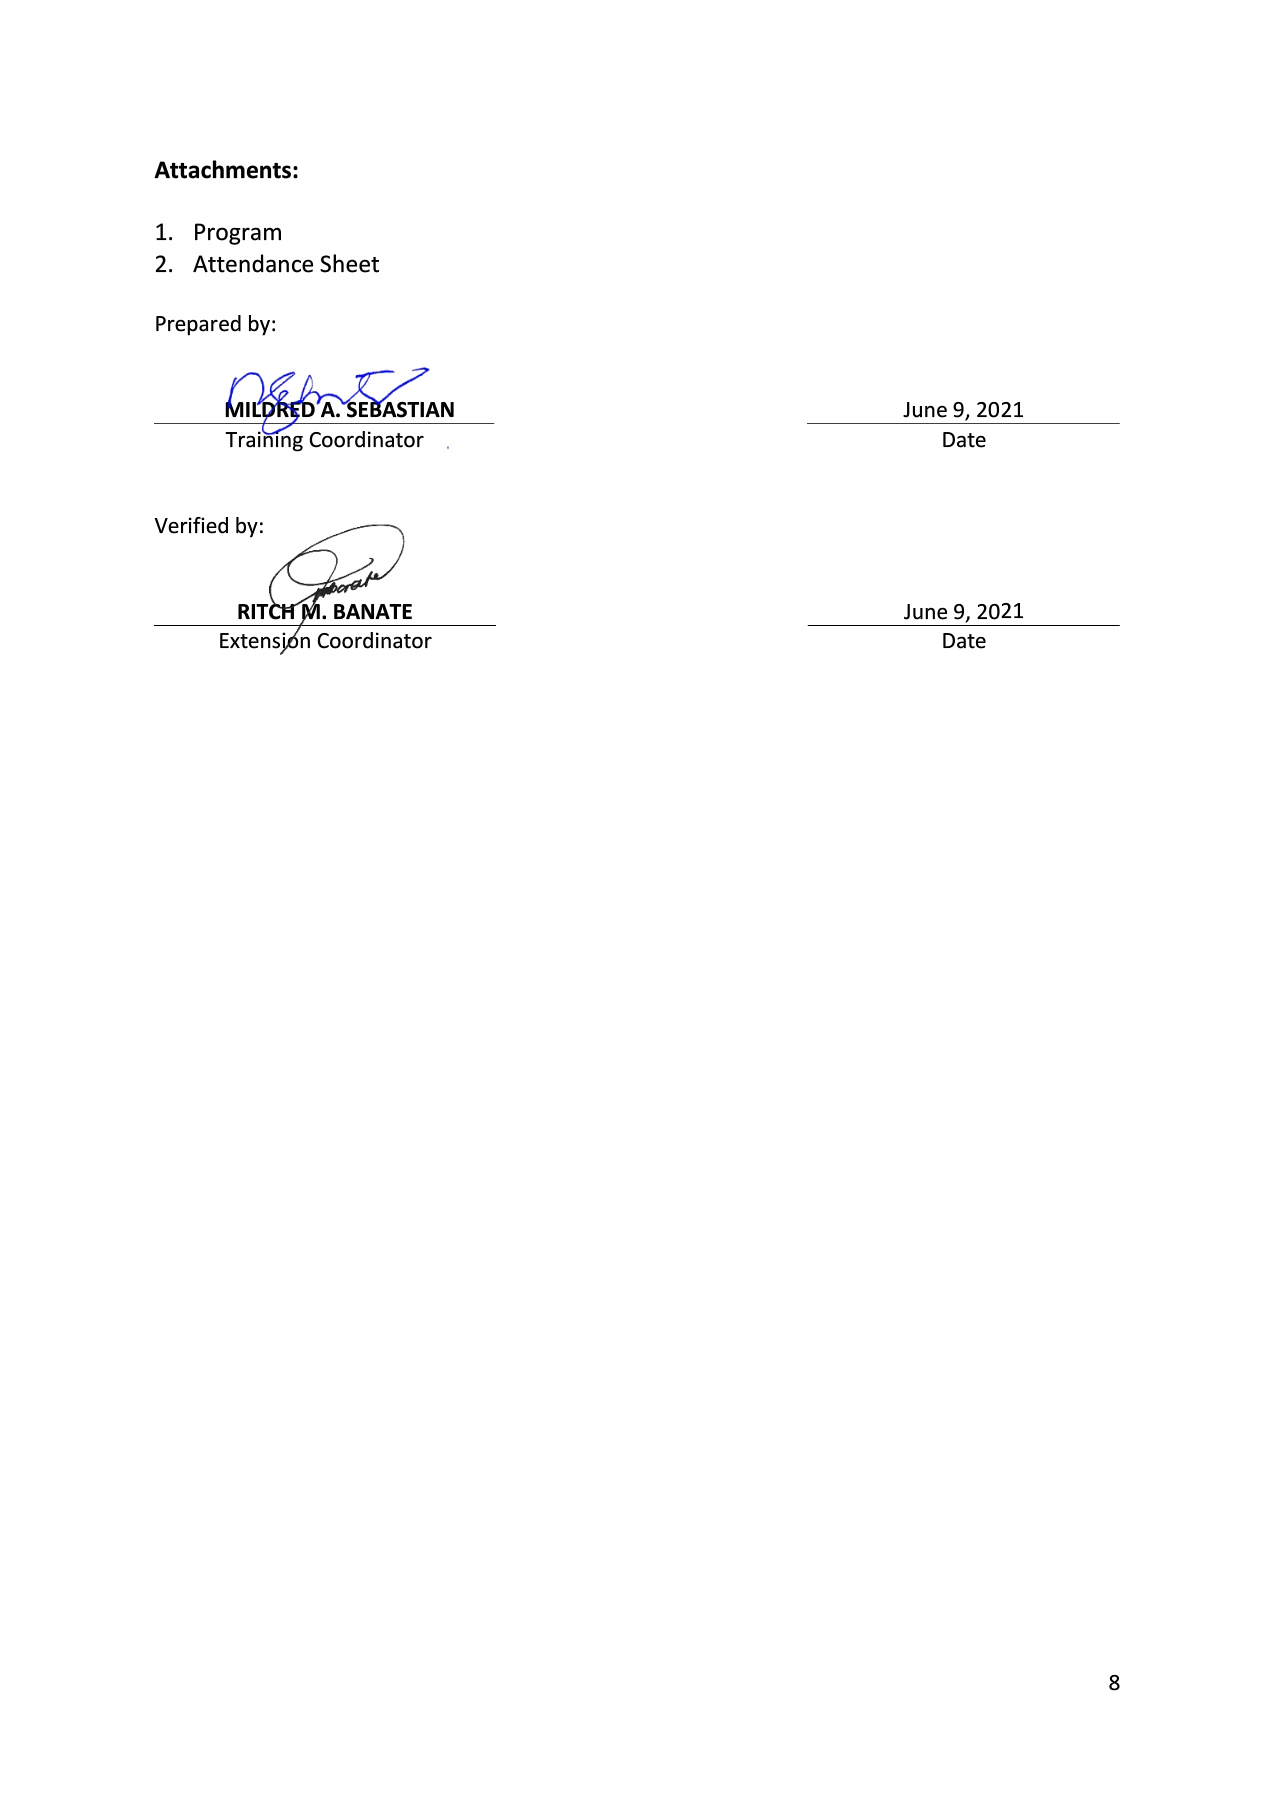 Attachments:
1. Program
2. Attendance Sheet
Prepared by:
MILDRED A. SEBASTIAN
June 9, 2021
Training Coordinator
Date
Verified by:
RITCH M. BANATE
June 9, 2021
Extension Coordinator
Date
8